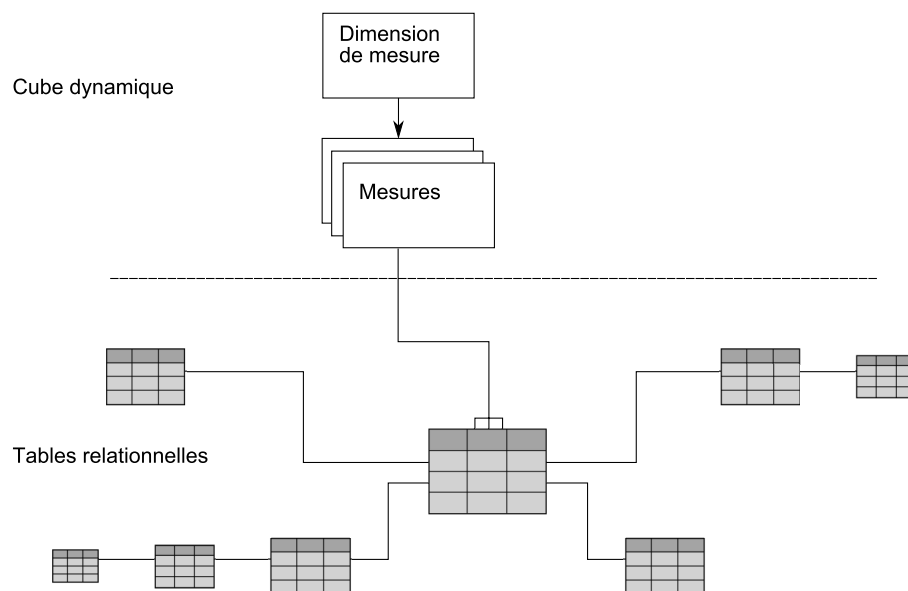 Dimension
de mesure
Cube dynamique
Mesures
Tables relationnelles